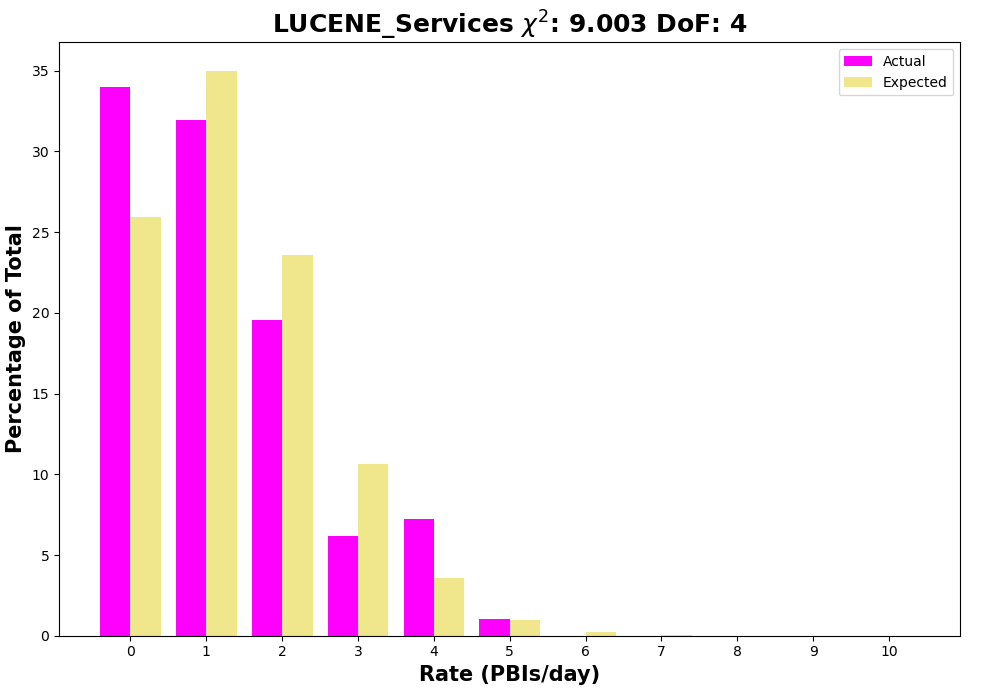 LUCENE_Services χ²: 9.003 DoF: 4
Actual
Expected
Percentage of Total
35
30
25
20
15
10
5
0
0 1 2 3 4 5 6 7 8 9 10
Rate (PBIs/day)